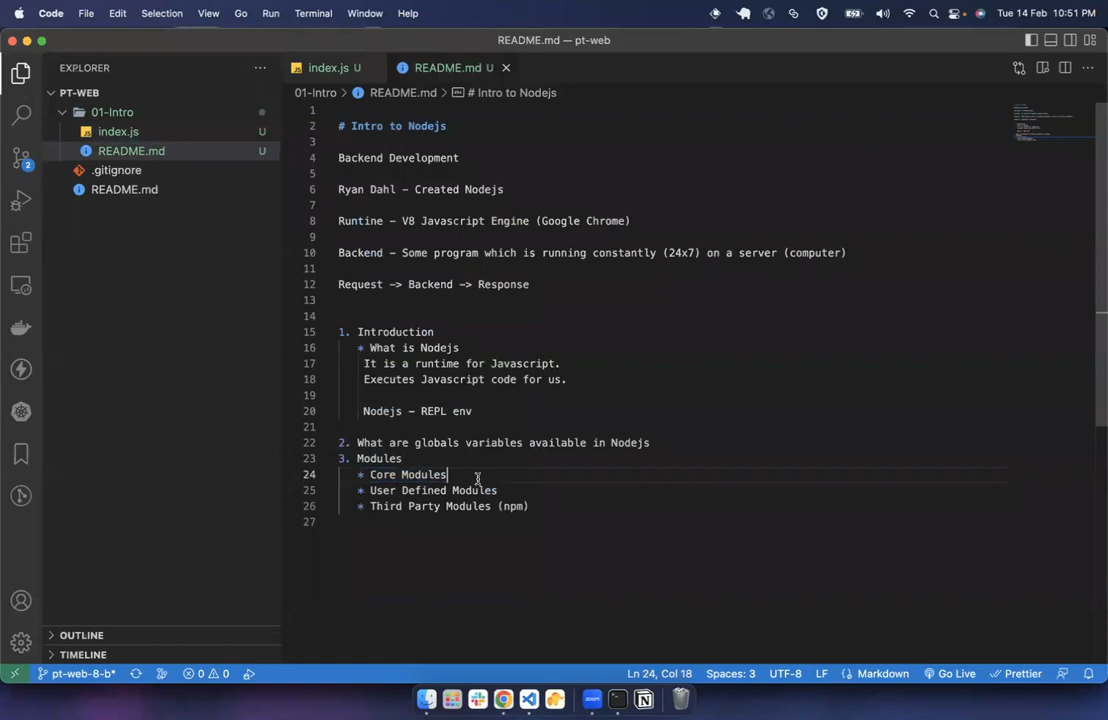 Code File Edit Selection View Go Run Terminal Window Help Tue 14 Feb 10:51 PM
README.md — pt-web
EXPLORER
index.js U
README.md U
PT-WEB
01-Intro > README.md > # Intro to Nodejs
01-Intro
index.js U
README.md U
.gitignore
README.md
2
1
2 # Intro to Nodejs
3
4 Backend Development
5
6 Ryan Dahl - Created Nodejs
7
8 Runtine - V8 Javascript Engine (Google Chrome)
9
10 Backend - Some program which is running constantly (24x7) on a server (computer)
11
12 Request -> Backend -> Response
13
14
15 1. Introduction
16 * What is Nodejs
17 It is a runtime for Javascript.
18 Executes Javascript code for us.
19
20 Nodejs - REPL env
21
22 2. What are globals variables available in Nodejs
23 3. Modules
24 * Core Modules
25 * User Defined Modules
26 * Third Party Modules (npm)
27
OUTLINE
TIMELINE
pt-web-8-b* 0 0 Ln 24, Col 18 Spaces: 3 UTF-8 LF Markdown Go Live Prettier
zoom